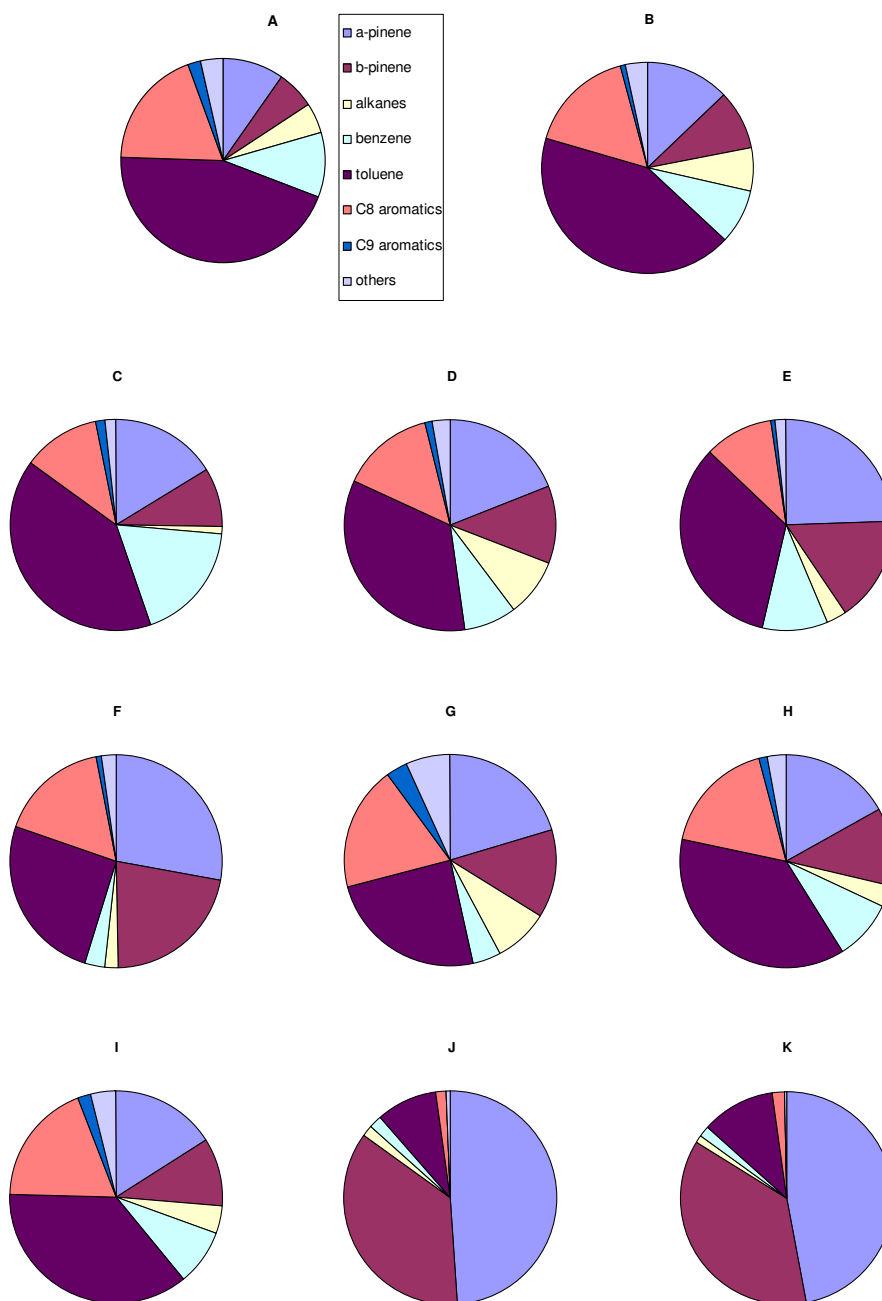 A
B
a-pinene
b-pinene
alkanes
benzene
toluene
C8 aromatics
C9 aromatics
others
C
D
E
F
G
H
I
J
K